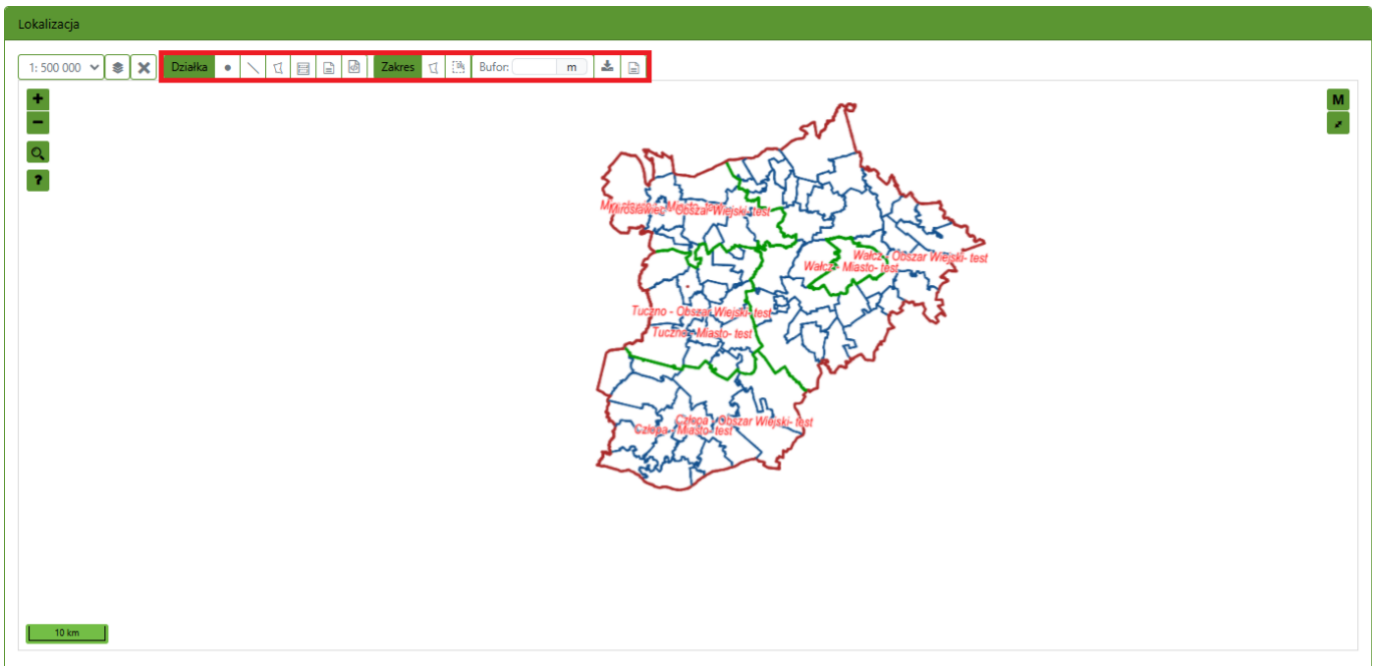 Lokalizacja
1: 500 000 Działka Zakres Bufor: m
+
−
?
M
Mirosławiec - Obszar Wiejski- test
Wałcz - Obszar Wiejski- test
Wałcz - Miasto- test
Tuczno - Obszar Wiejski- test
Tuczno - Miasto- test
Człopa - Obszar Wiejski- test
Człopa - Miasto- test
10 km